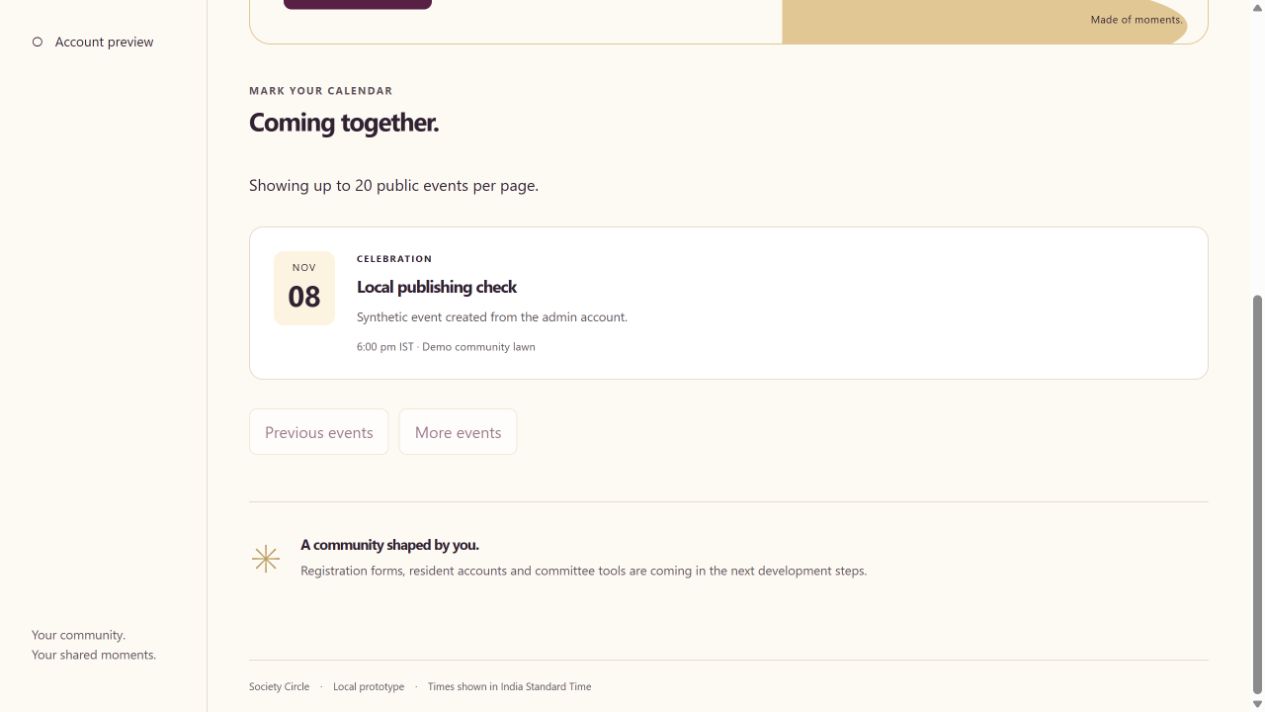 Account preview
Made of moments.
MARK YOUR CALENDAR
Coming together.
Showing up to 20 public events per page.
NOV
08
CELEBRATION
Local publishing check
Synthetic event created from the admin account.
6:00 pm IST · Demo community lawn
Previous events
More events
A community shaped by you.
Registration forms, resident accounts and committee tools are coming in the next development steps.
Your community.
Your shared moments.
Society Circle · Local prototype · Times shown in India Standard Time